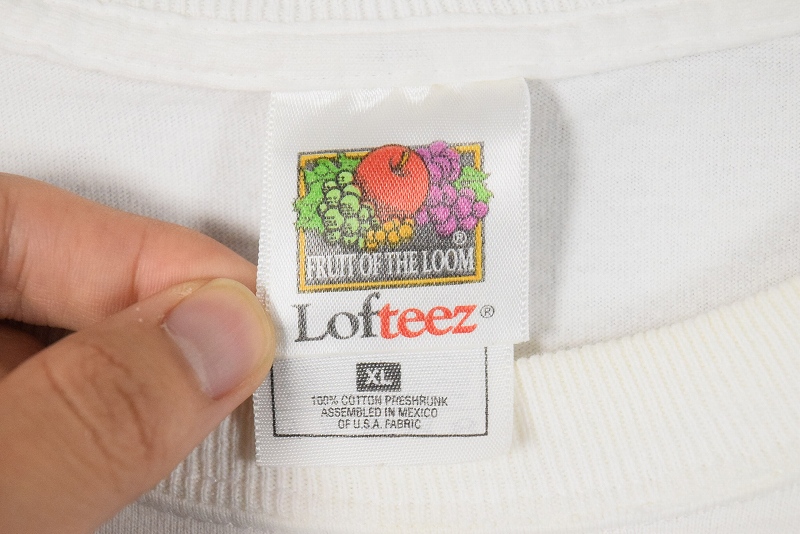 ®
FRUIT OF THE LOOM
Lofteez®
XL
100% COTTON PRESHRUNK
ASSEMBLED IN MEXICO
OF U.S.A. FABRIC